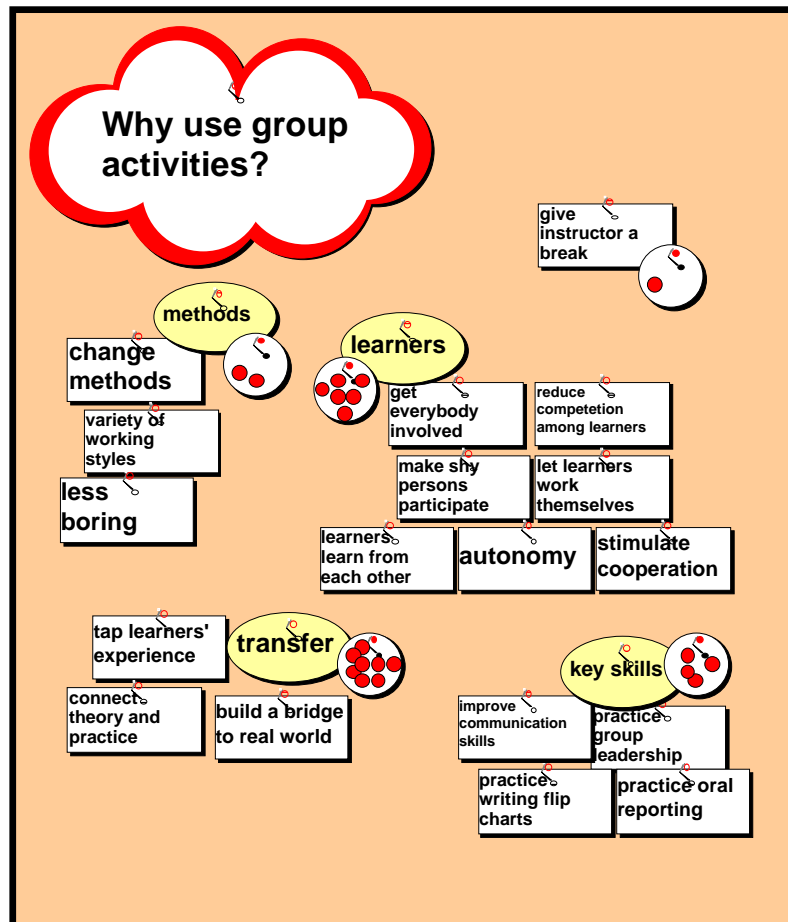 Why use group
activities?
give
instructor a
break
methods
change
methods
variety of
working
styles
less
boring
learners
get
everybody
involved
reduce
competetion
among learners
make shy
persons
participate
let learners
work
themselves
learners
learn from
each other
autonomy
stimulate
cooperation
transfer
tap learners'
experience
connect
theory and
practice
build a bridge
to real world
key skills
improve
communication
skills
practice
group
leadership
practice
writing flip
charts
practice oral
reporting